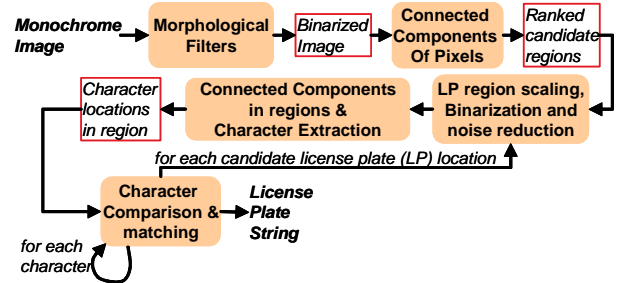 Monochrome
Image
Morphological
Filters
Binarized
Image
Connected
Components
Of Pixels
Ranked
candidate
regions
Character
locations
in region
Connected Components
in regions &
Character Extraction
LP region scaling,
Binarization and
noise reduction
for each candidate license plate (LP) location
Character
Comparison &
matching
License
Plate
String
for each
character